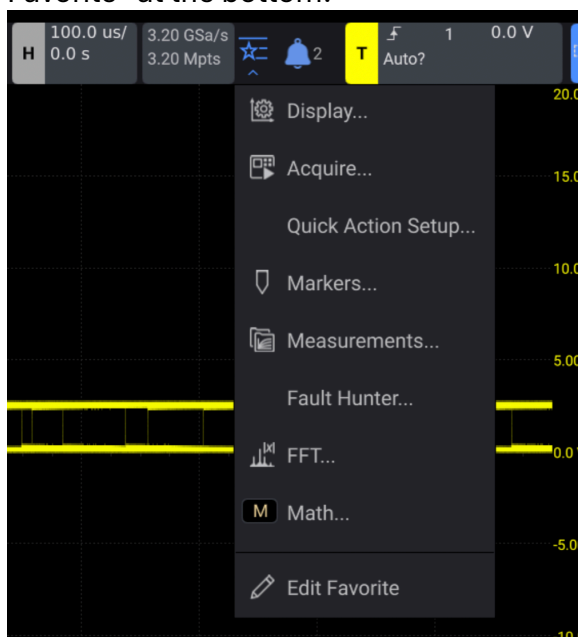 Favorite" at the bottom.
100.0 us/
H
0.0 s
3.20 GSa/s
3.20 Mpts
2
T
1
0.0 V
Auto?
Display...
Acquire...
Quick Action Setup...
Markers...
Measurements...
Fault Hunter...
FFT...
M
Math...
Edit Favorite
20.0
15.0
10.0
5.00
0.0
-5.0